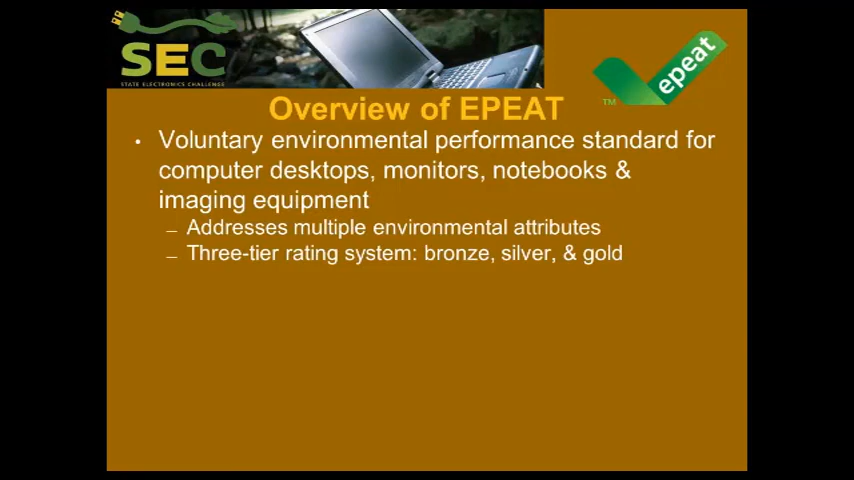 SEC
STATE ELECTRONICS CHALLENGE
epeat
TM
Overview of EPEAT
• Voluntary environmental performance standard for
computer desktops, monitors, notebooks &
imaging equipment
– Addresses multiple environmental attributes
– Three-tier rating system: bronze, silver, & gold